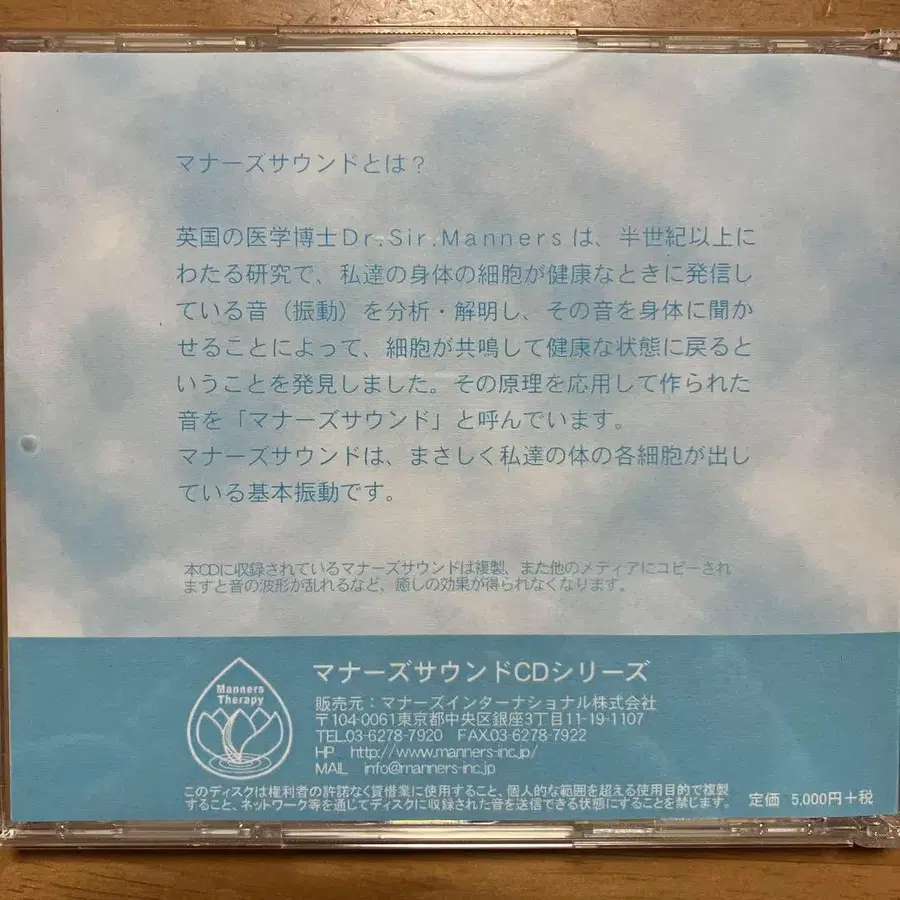 マナーズサウンドとは？
英国の医学博士Dr.Sir.Manners は、半世紀以上に
わたる研究で、私達の身体の細胞が健康なときに発信し
ている音（振動）を分析・解明し、その音を身体に聞か
せることによって、細胞が共鳴して健康な状態に戻ると
いうことを発見しました。その原理を応用して作られた
音を「マナーズサウンド」と呼んでいます。
マナーズサウンドは、まさしく私達の体の各細胞が出し
ている基本振動です。
本CDに収録されているマナーズサウンドは複製、また他のメディアにコピーされ
ますと音の波形が乱れるなど、癒しの効果が得られなくなります。
Manners
Therapy
マナーズサウンドCDシリーズ
販売元：マナーズインターナショナル株式会社
〒104-0061東京都中央区銀座3丁目11-19-1107
TEL.03-6278-7920 FAX.03-6278-7922
HP http://www.manners-inc.jp/
MAIL info@manners-inc.jp
このディスクは権利者の許諾なく賃借業に使用すること、個人的な範囲を超える使用目的で複製
すること、ネットワーク等を通じてディスクに収録された音を送信できる状態にすることを禁じます。
定価 5,000円+税